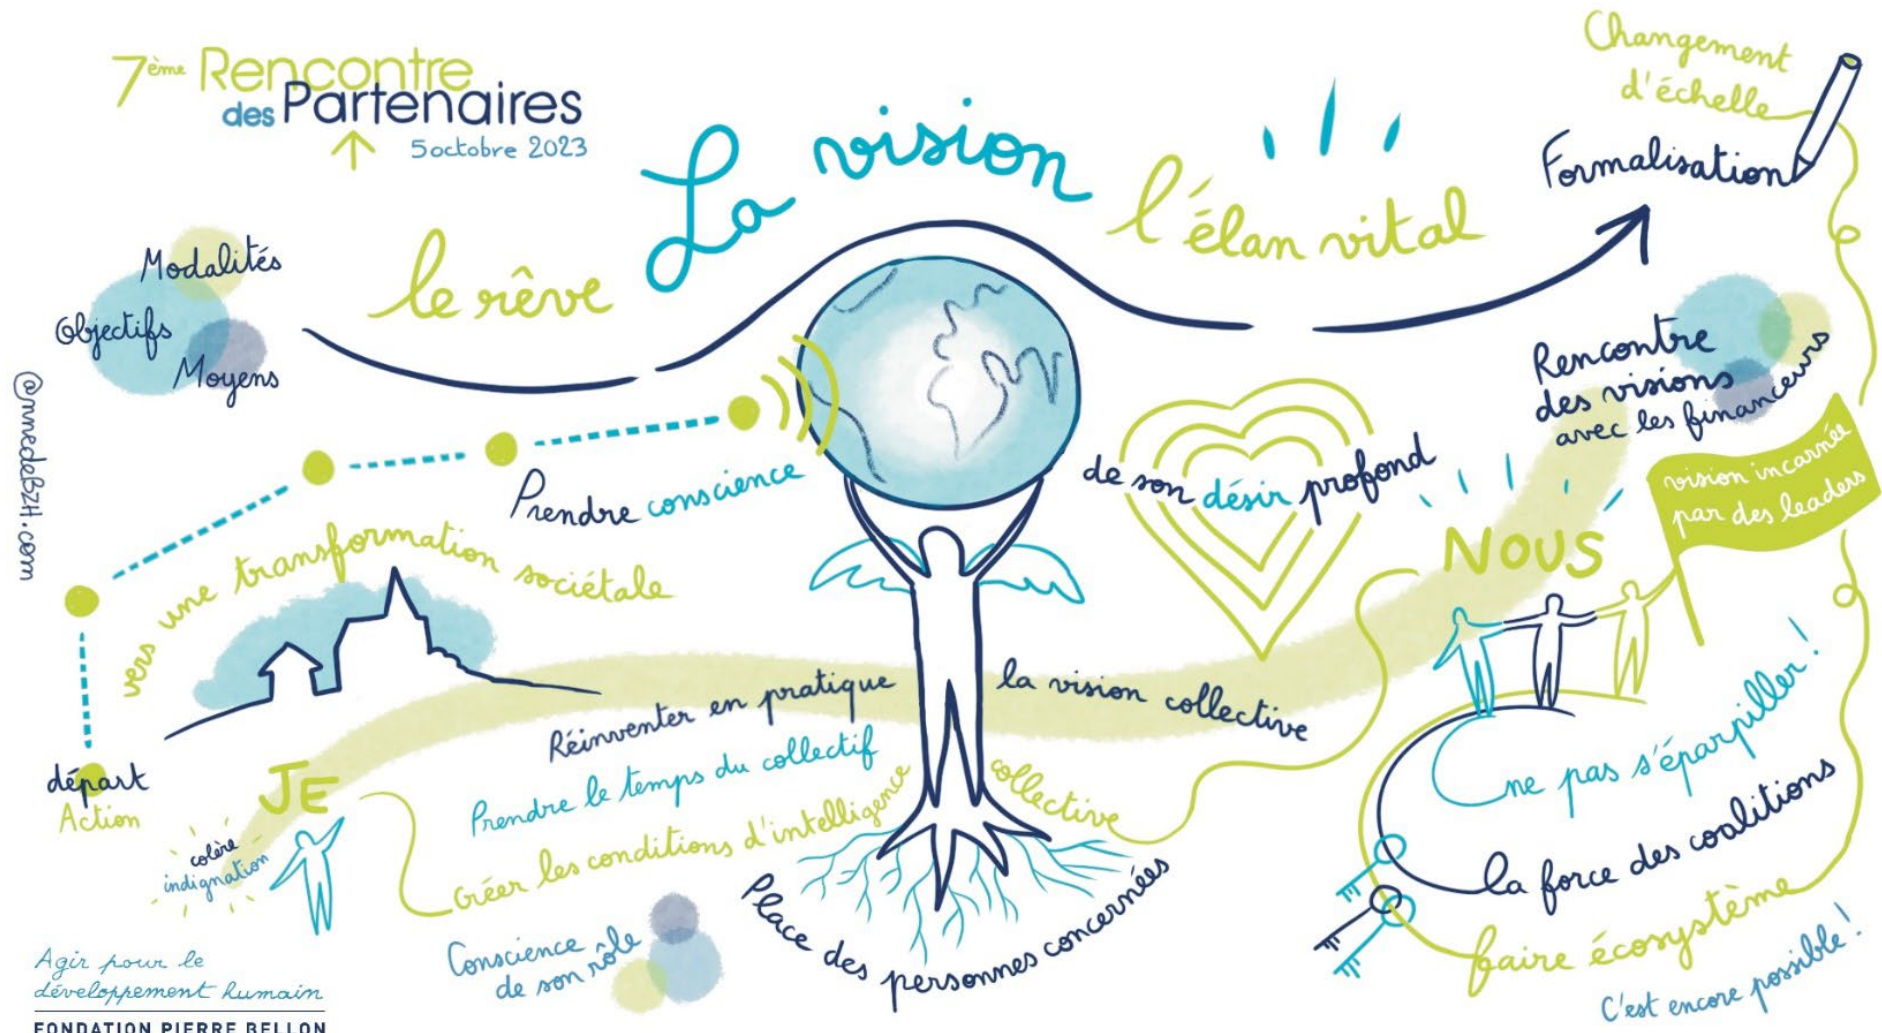 7ème Rencontre
des Partenaires
5 octobre 2023
La vision
le rêve
l'élan vital
Changement
d'échelle
Formalisation
Modalités
Objectifs
Moyens
@nnedeBZH.com
Prendre conscience
de son désir profond
Rencontre
des visions
avec les financeurs
vision incarnée
par des leaders
NOUS
vers une transformation sociétale
départ
Action
JE
colère
indignation
Réinventer en pratique
la vision collective
Prendre le temps du collectif
Créer les conditions d'intelligence collective
Place des personnes concernées
Conscience
de son rôle
ne pas s'éparpiller !
la force des coalitions
faire écosystème
C'est encore possible !
Agir pour le
développement humain
FONDATION PIERRE BELLON